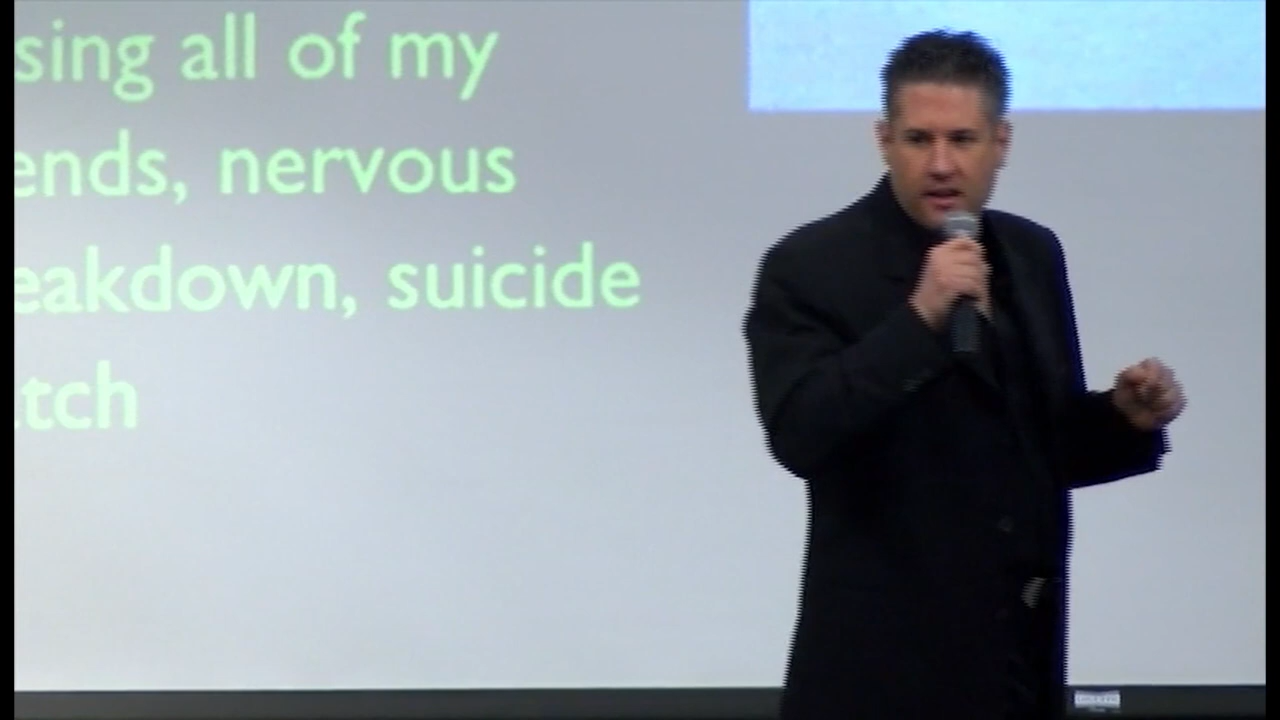 sing all of my
ends, nervous
eakdown, suicide
tch